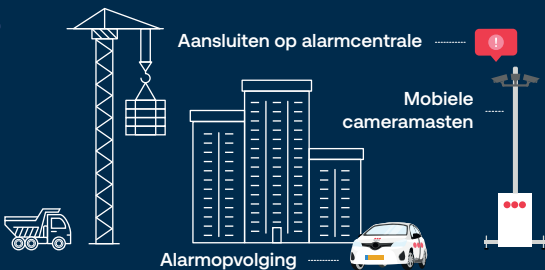 Aansluiten op alarmcentrale
Mobiele
cameramasten
Alarmopvolging